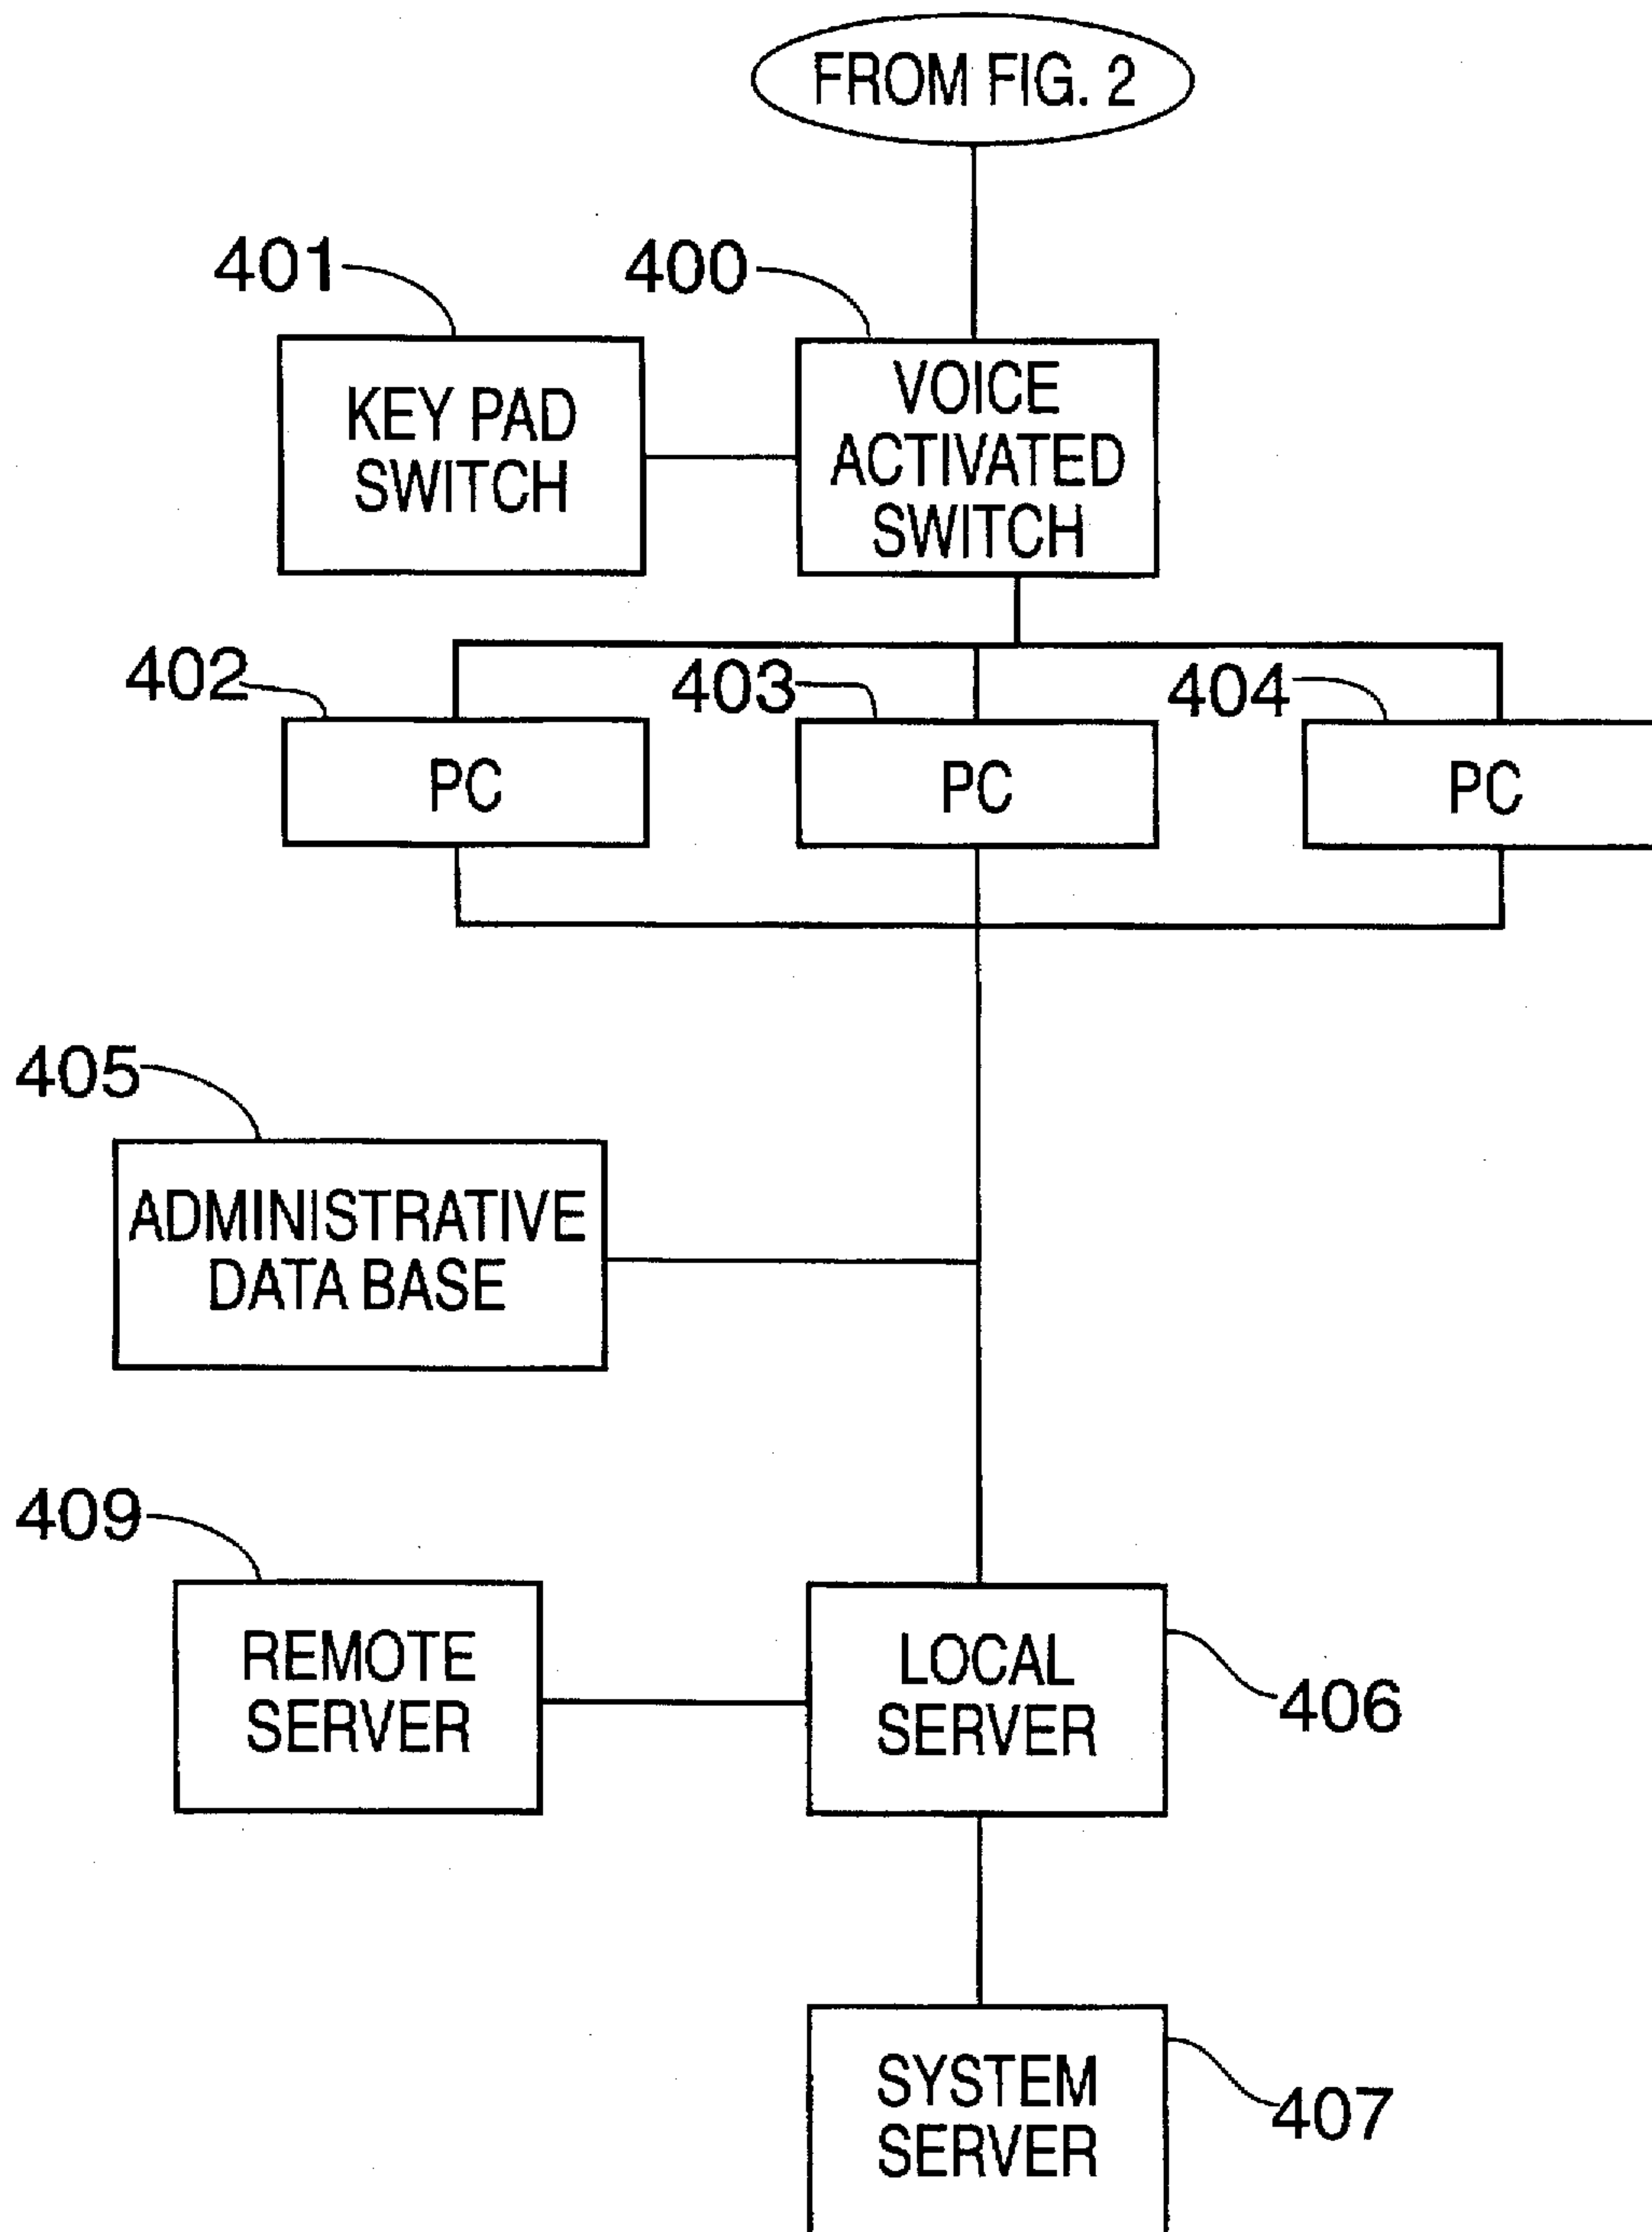 FROM FIG. 2
401
400
KEY PAD
SWITCH
VOICE
ACTIVATED
SWITCH
402
403
404
PC
PC
PC
405
ADMINISTRATIVE
DATA BASE
409
REMOTE
SERVER
LOCAL
SERVER
406
SYSTEM
SERVER
407